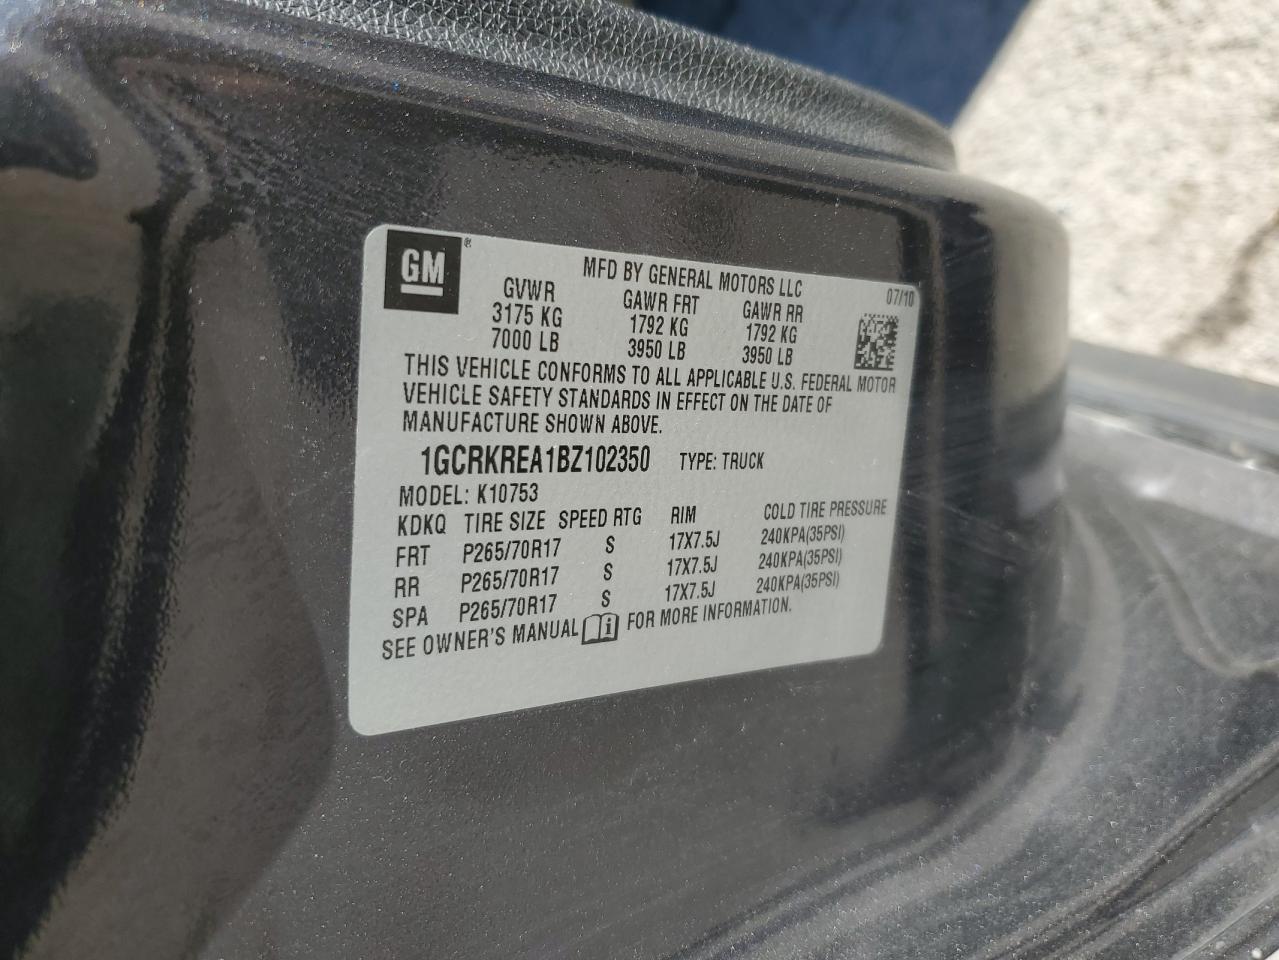 GM®
MFD BY GENERAL MOTORS LLC
07/10
GVWR GAWR FRT GAWR RR
3175 KG 1792 KG 1792 KG
7000 LB 3950 LB 3950 LB
THIS VEHICLE CONFORMS TO ALL APPLICABLE U.S. FEDERAL MOTOR
VEHICLE SAFETY STANDARDS IN EFFECT ON THE DATE OF
MANUFACTURE SHOWN ABOVE.
1GCRKREA1BZ102350 TYPE: TRUCK
MODEL: K10753
KDKQ TIRE SIZE SPEED RTG RIM COLD TIRE PRESSURE
FRT P265/70R17 S 17X7.5J 240KPA(35PSI)
RR P265/70R17 S 17X7.5J 240KPA(35PSI)
SPA P265/70R17 S 17X7.5J 240KPA(35PSI)
SEE OWNER'S MANUAL i FOR MORE INFORMATION.